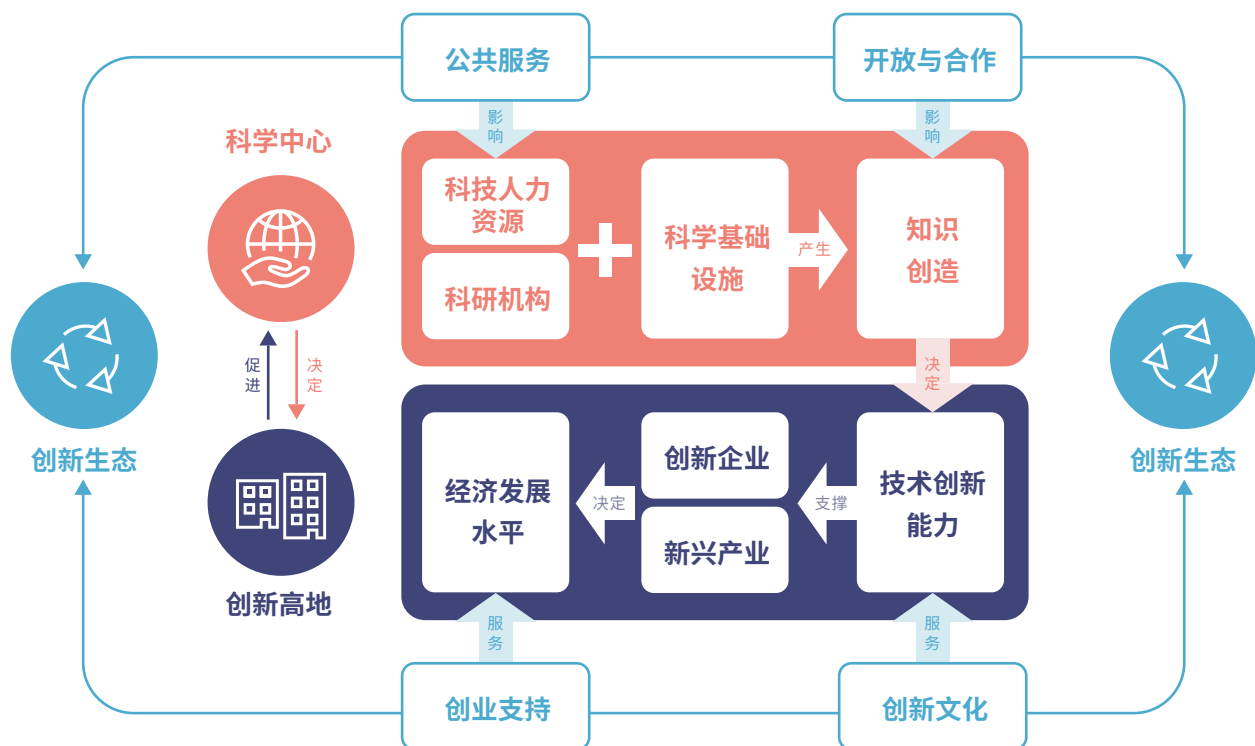 公共服务
开放与合作
影响
影响
科学中心
科技人力
资源
科研机构
科学基础
设施
产生
知识
创造
促进
决定
决定
创新生态
创新生态
创新高地
经济发展
水平
决定
创新企业
新兴产业
支撑
技术创新
能力
服务
服务
创业支持
创新文化